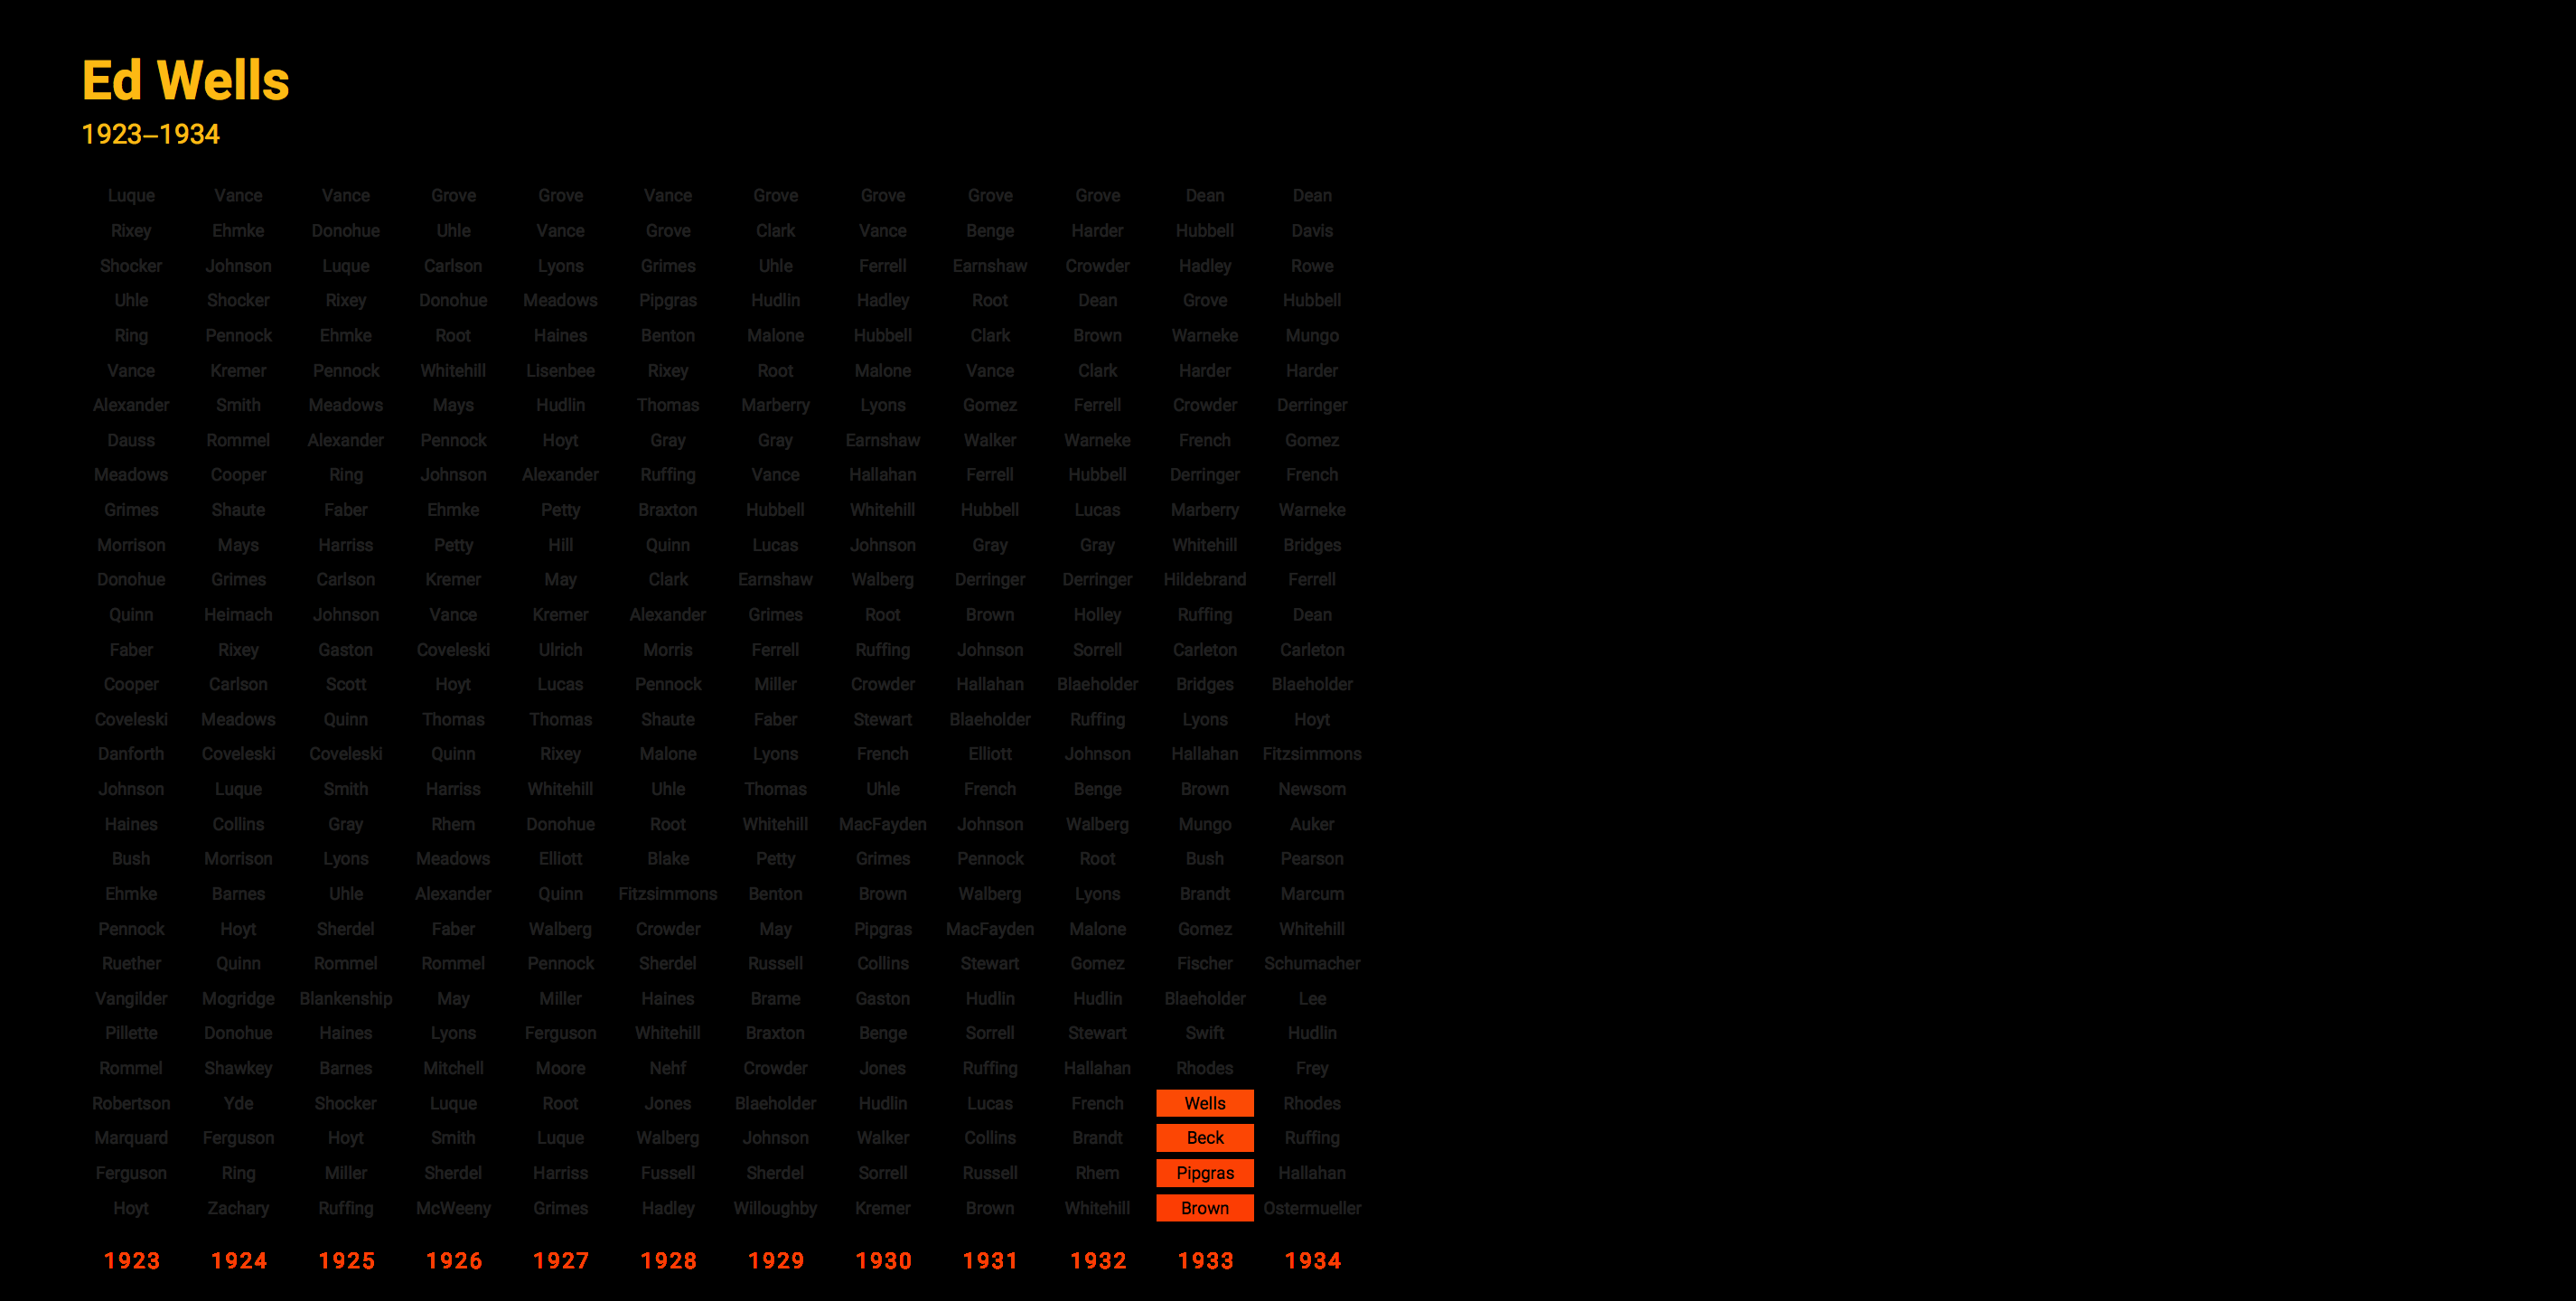 Ed Wells
1923–1934
Luque Vance Vance Grove Grove Vance Grove Grove Grove Grove Dean Dean
Rixey Ehmke Donohue Uhle Vance Grove Clark Vance Benge Harder Hubbell Davis
Shocker Johnson Luque Carlson Lyons Grimes Uhle Ferrell Earnshaw Crowder Hadley Rowe
Uhle Shocker Rixey Donohue Meadows Pipgras Hudlin Hadley Root Dean Grove Hubbell
Ring Pennock Ehmke Root Haines Benton Malone Hubbell Clark Brown Warneke Mungo
Vance Kremer Pennock Whitehill Lisenbee Rixey Root Malone Vance Clark Harder Harder
Alexander Smith Meadows Mays Hudlin Thomas Marberry Lyons Gomez Ferrell Crowder Derringer
Dauss Rommel Alexander Pennock Hoyt Gray Gray Earnshaw Walker Warneke French Gomez
Meadows Cooper Ring Johnson Alexander Ruffing Vance Hallahan Ferrell Hubbell Derringer French
Grimes Shaute Faber Ehmke Petty Braxton Hubbell Whitehill Hubbell Lucas Marberry Warneke
Morrison Mays Harriss Petty Hill Quinn Lucas Johnson Gray Gray Whitehill Bridges
Donohue Grimes Carlson Kremer May Clark Earnshaw Walberg Derringer Derringer Hildebrand Ferrell
Quinn Heimach Johnson Vance Kremer Alexander Grimes Root Brown Holley Ruffing Dean
Faber Rixey Gaston Coveleski Ulrich Morris Ferrell Ruffing Johnson Sorrell Carleton Carleton
Cooper Carlson Scott Hoyt Lucas Pennock Miller Crowder Hallahan Blaeholder Bridges Blaeholder
Coveleski Meadows Quinn Thomas Thomas Shaute Faber Stewart Blaeholder Ruffing Lyons Hoyt
Danforth Coveleski Coveleski Quinn Rixey Malone Lyons French Elliott Johnson Hallahan Fitzsimmons
Johnson Luque Smith Harriss Whitehill Uhle Thomas Uhle French Benge Brown Newsom
Haines Collins Gray Rhem Donohue Root Whitehill MacFayden Johnson Walberg Mungo Auker
Bush Morrison Lyons Meadows Elliott Blake Petty Grimes Pennock Root Bush Pearson
Ehmke Barnes Uhle Alexander Quinn Fitzsimmons Benton Brown Walberg Lyons Brandt Marcum
Pennock Hoyt Sherdel Faber Walberg Crowder May Pipgras MacFayden Malone Gomez Whitehill
Ruether Quinn Rommel Rommel Pennock Sherdel Russell Collins Stewart Gomez Fischer Schumacher
Vangilder Mogridge Blankenship May Miller Haines Brame Gaston Hudlin Hudlin Blaeholder Lee
Pillette Donohue Haines Lyons Ferguson Whitehill Braxton Benge Sorrell Stewart Swift Hudlin
Rommel Shawkey Barnes Mitchell Moore Nehf Crowder Jones Ruffing Hallahan Rhodes Frey
Robertson Yde Shocker Luque Root Jones Blaeholder Hudlin Lucas French Wells Rhodes
Marquard Ferguson Hoyt Smith Luque Walberg Johnson Walker Collins Brandt Beck Ruffing
Ferguson Ring Miller Sherdel Harriss Fussell Sherdel Sorrell Russell Rhem Pipgras Hallahan
Hoyt Zachary Ruffing McWeeny Grimes Hadley Willoughby Kremer Brown Whitehill Brown Ostermueller
1923 1924 1925 1926 1927 1928 1929 1930 1931 1932 1933 1934